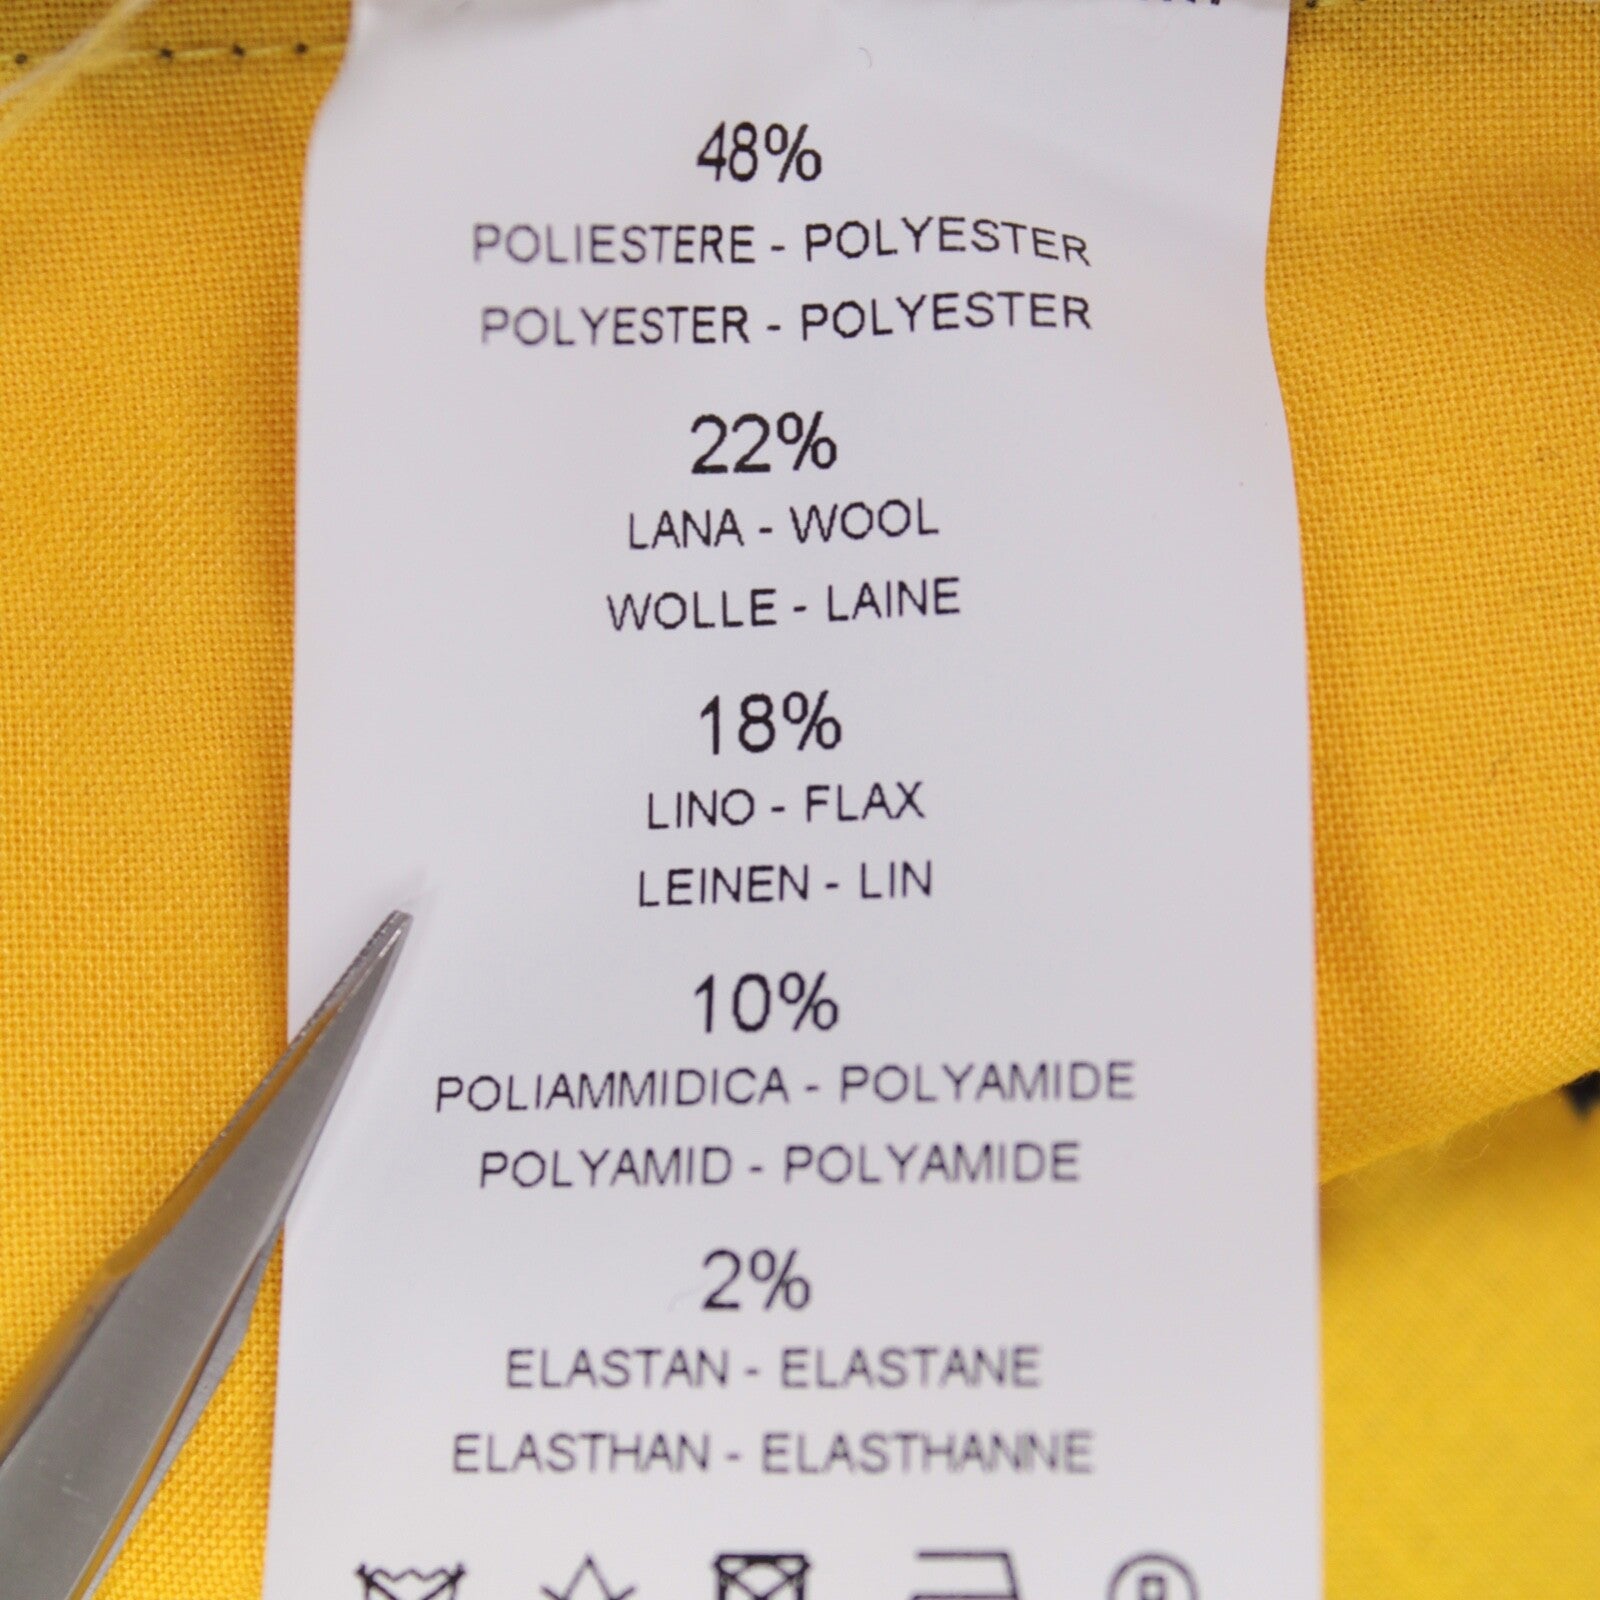 48%
POLIESTERE - POLYESTER
POLYESTER - POLYESTER
22%
LANA - WOOL
WOLLE - LAINE
18%
LINO - FLAX
LEINEN - LIN
10%
POLIAMMIDICA - POLYAMIDE
POLYAMID - POLYAMIDE
2%
ELASTAN - ELASTANE
ELASTHAN - ELASTHANNE